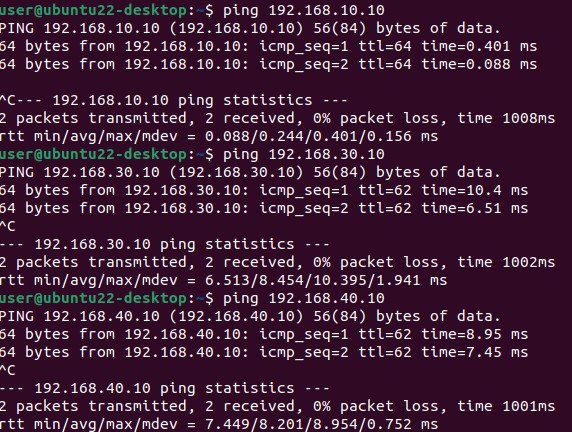 user@ubuntu22-desktop:~$ ping 192.168.10.10
PING 192.168.10.10 (192.168.10.10) 56(84) bytes of data.
64 bytes from 192.168.10.10: icmp_seq=1 ttl=64 time=0.401 ms
64 bytes from 192.168.10.10: icmp_seq=2 ttl=64 time=0.088 ms
^C--- 192.168.10.10 ping statistics ---
2 packets transmitted, 2 received, 0% packet loss, time 1008ms
rtt min/avg/max/mdev = 0.088/0.244/0.401/0.156 ms
user@ubuntu22-desktop:~$ ping 192.168.30.10
PING 192.168.30.10 (192.168.30.10) 56(84) bytes of data.
64 bytes from 192.168.30.10: icmp_seq=1 ttl=62 time=10.4 ms
64 bytes from 192.168.30.10: icmp_seq=2 ttl=62 time=6.51 ms
^C
--- 192.168.30.10 ping statistics ---
2 packets transmitted, 2 received, 0% packet loss, time 1002ms
rtt min/avg/max/mdev = 6.513/8.454/10.395/1.941 ms
user@ubuntu22-desktop:~$ ping 192.168.40.10
PING 192.168.40.10 (192.168.40.10) 56(84) bytes of data.
64 bytes from 192.168.40.10: icmp_seq=1 ttl=62 time=8.95 ms
64 bytes from 192.168.40.10: icmp_seq=2 ttl=62 time=7.45 ms
^C
--- 192.168.40.10 ping statistics ---
2 packets transmitted, 2 received, 0% packet loss, time 1001ms
rtt min/avg/max/mdev = 7.449/8.201/8.954/0.752 ms